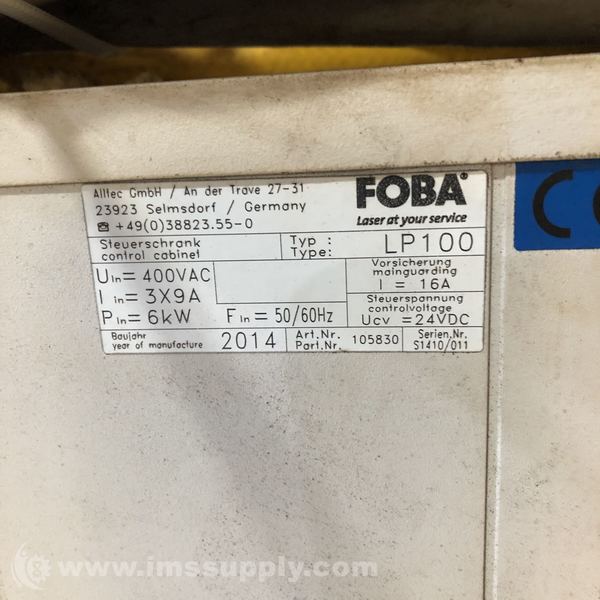 Alltec GmbH / An der Trave 27-31
23923 Selmsdorf / Germany
☎ +49(0)38823.55-0
FOBA®
Laser at your service
Steuerschrank
control cabinet
Typ :
Type:
LP100
UIn= 400VAC
I in= 3X9A
PIn= 6kW
FIn = 50/60Hz
Vorsicherung
mainguarding
I = 16A
Steuerspannung
controlvoltage
Ucv =24VDC
Baujahr
year of manufacture
2014
Art.Nr.
Part.Nr.
105830
Serien.Nr.
S1410/011
C
www.imssupply.com